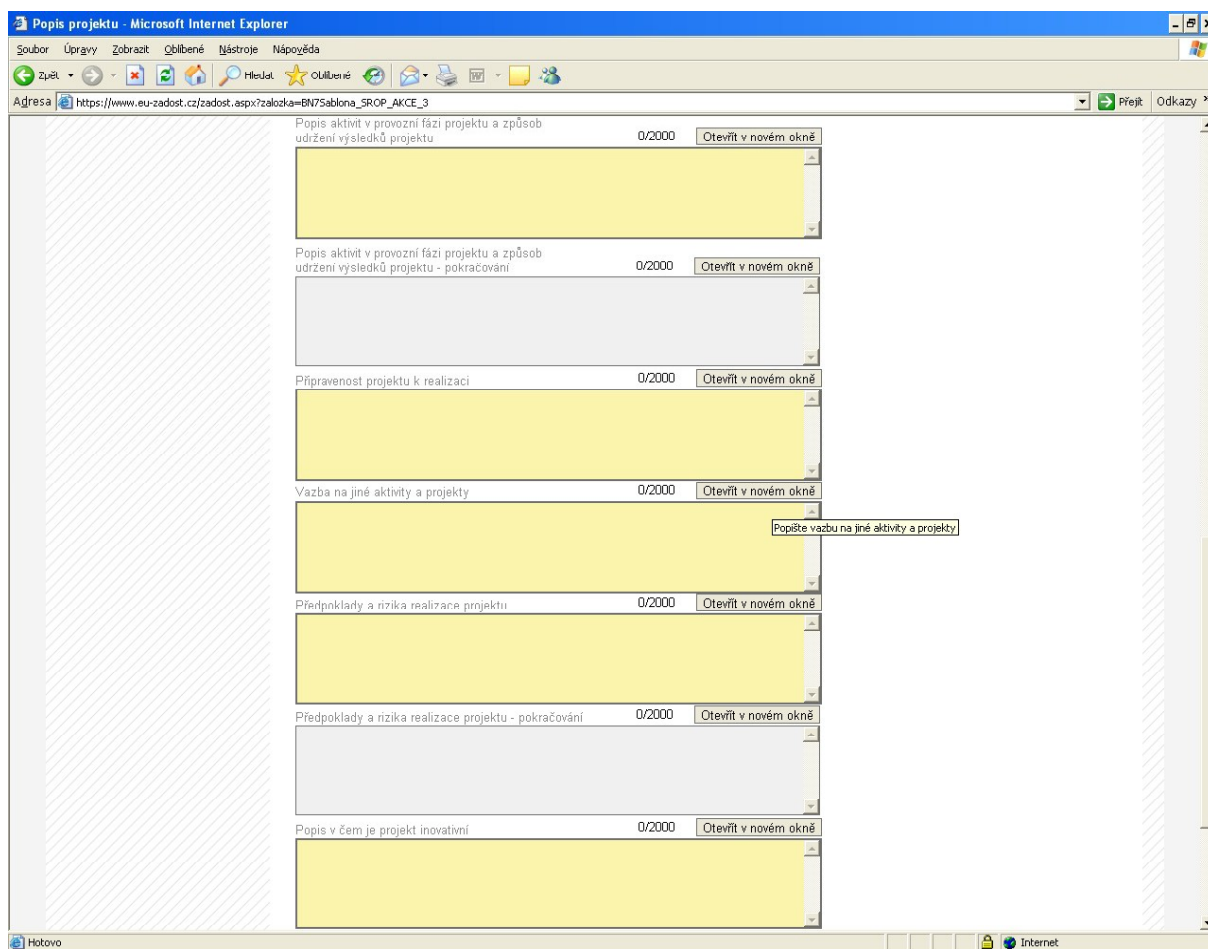 Popis projektu - Microsoft Internet Explorer
Soubor Úpravy Zobrazit Oblíbené Nástroje Nápověda
Zpět Hledat Oblíbené
Adresa https://www.eu-zadost.cz/zadost.aspx?zalozka=BN7Sablona_SROP_AKCE_3 Přejít Odkazy »
Popis aktivit v provozní fázi projektu a způsob
udržení výsledků projektu 0/2000 Otevřít v novém okně
Popis aktivit v provozní fázi projektu a způsob
udržení výsledků projektu - pokračování 0/2000 Otevřít v novém okně
Připravenost projektu k realizaci 0/2000 Otevřít v novém okně
Vazba na jiné aktivity a projekty 0/2000 Otevřít v novém okně
Popište vazbu na jiné aktivity a projekty
Předpoklady a rizika realizace projektu 0/2000 Otevřít v novém okně
Předpoklady a rizika realizace projektu - pokračování 0/2000 Otevřít v novém okně
Popis v čem je projekt inovativní 0/2000 Otevřít v novém okně
Hotovo Internet